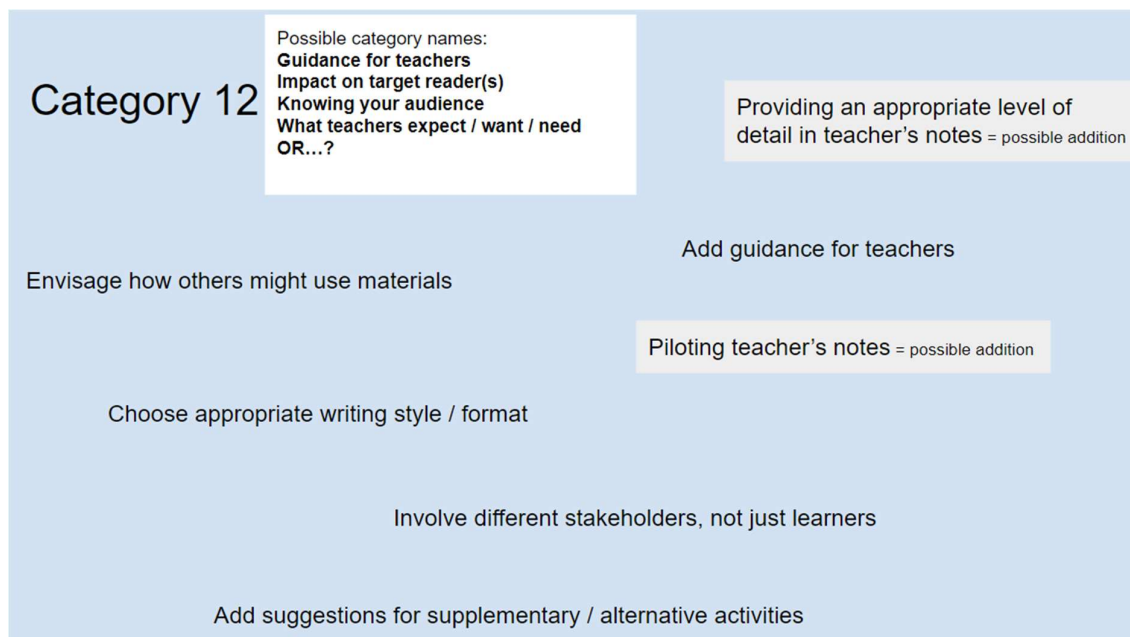 Category 12
Possible category names:
Guidance for teachers
Impact on target reader(s)
Knowing your audience
What teachers expect / want / need
OR…?
Providing an appropriate level of
detail in teacher’s notes = possible addition
Add guidance for teachers
Envisage how others might use materials
Piloting teacher’s notes = possible addition
Choose appropriate writing style / format
Involve different stakeholders, not just learners
Add suggestions for supplementary / alternative activities